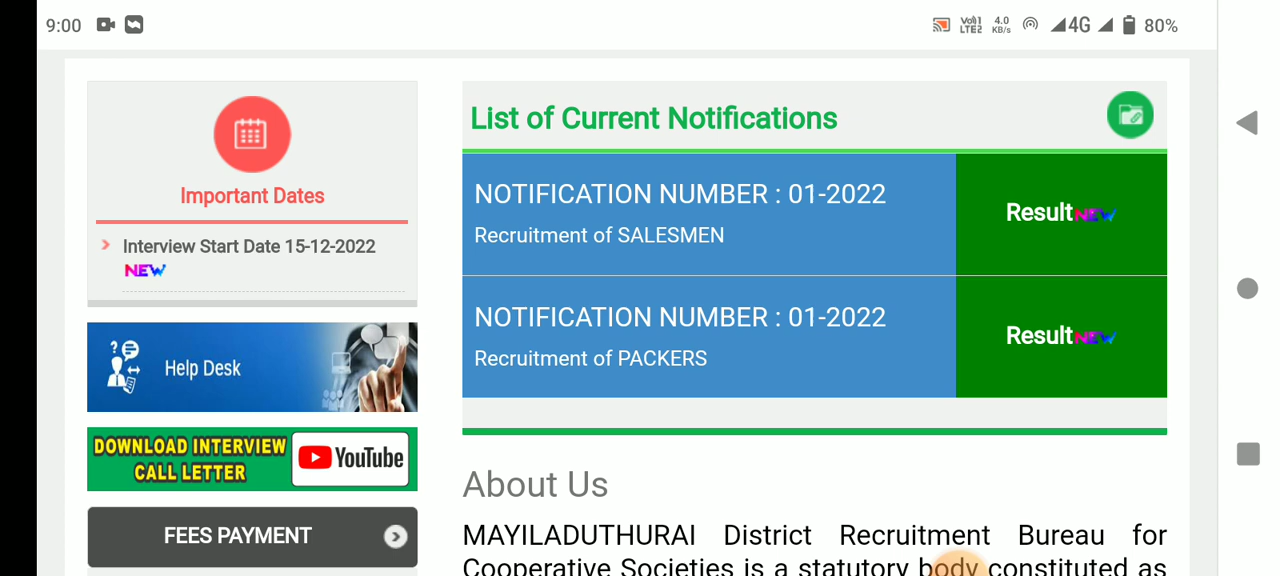 9:00
Vo))1 LTE2
4.0 KB/s
4G
80%
Important Dates
Interview Start Date 15-12-2022
NEW
Help Desk
DOWNLOAD INTERVIEW
CALL LETTER
YouTube
FEES PAYMENT
List of Current Notifications
NOTIFICATION NUMBER : 01-2022
Recruitment of SALESMEN
Result NEW
NOTIFICATION NUMBER : 01-2022
Recruitment of PACKERS
Result NEW
About Us
MAYILADUTHURAI District Recruitment Bureau for
Cooperative Societies is a statutory body constituted as